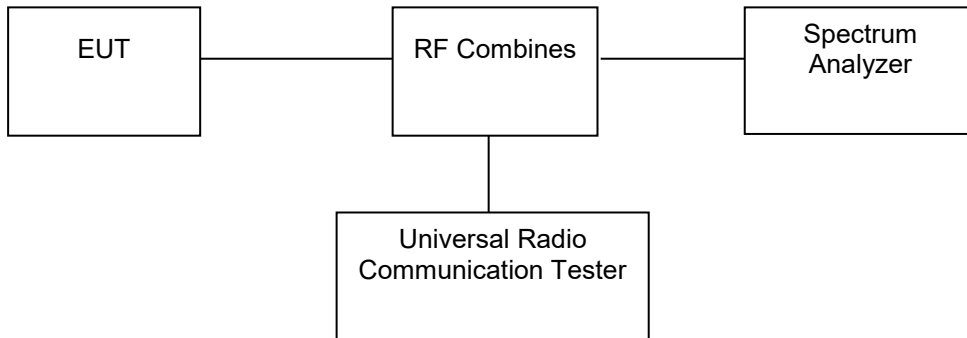 EUT
RF Combines
Spectrum
Analyzer
Universal Radio
Communication Tester